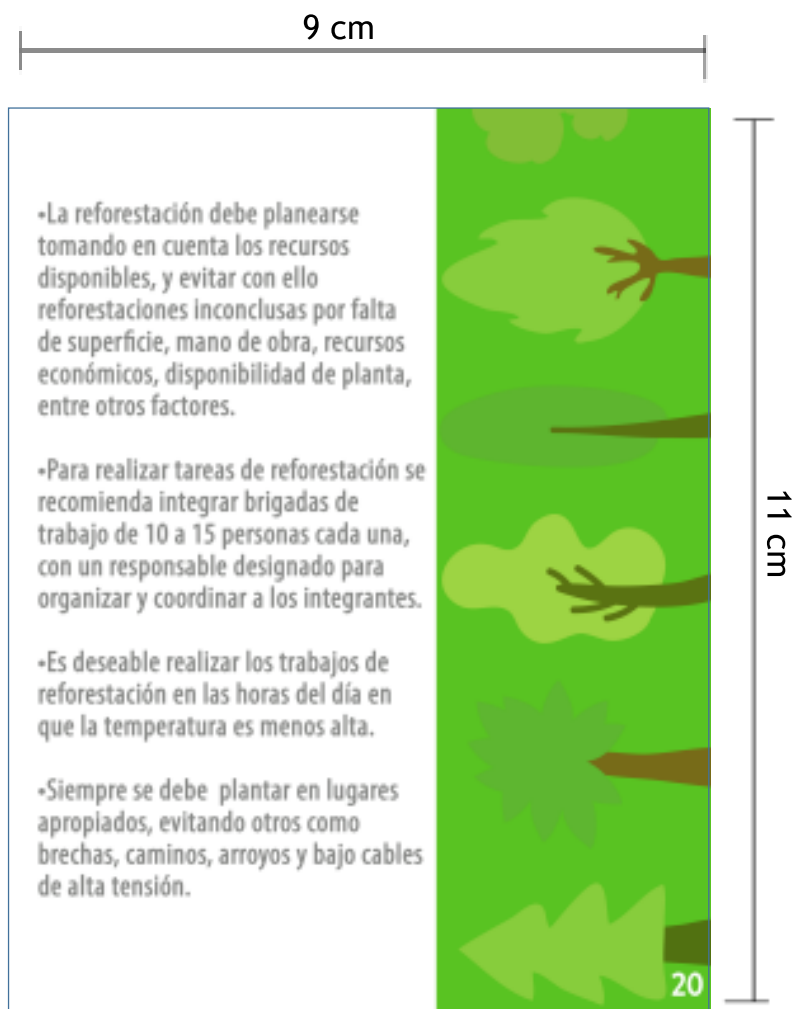 9 cm
•La reforestación debe planearse
tomando en cuenta los recursos
disponibles, y evitar con ello
reforestaciones inconclusas por falta
de superficie, mano de obra, recursos
económicos, disponibilidad de planta,
entre otros factores.
•Para realizar tareas de reforestación se
recomienda integrar brigadas de
trabajo de 10 a 15 personas cada una,
con un responsable designado para
organizar y coordinar a los integrantes.
•Es deseable realizar los trabajos de
reforestación en las horas del día en
que la temperatura es menos alta.
•Siempre se debe  plantar en lugares
apropiados, evitando otros como
brechas, caminos, arroyos y bajo cables
de alta tensión.
11 cm
20